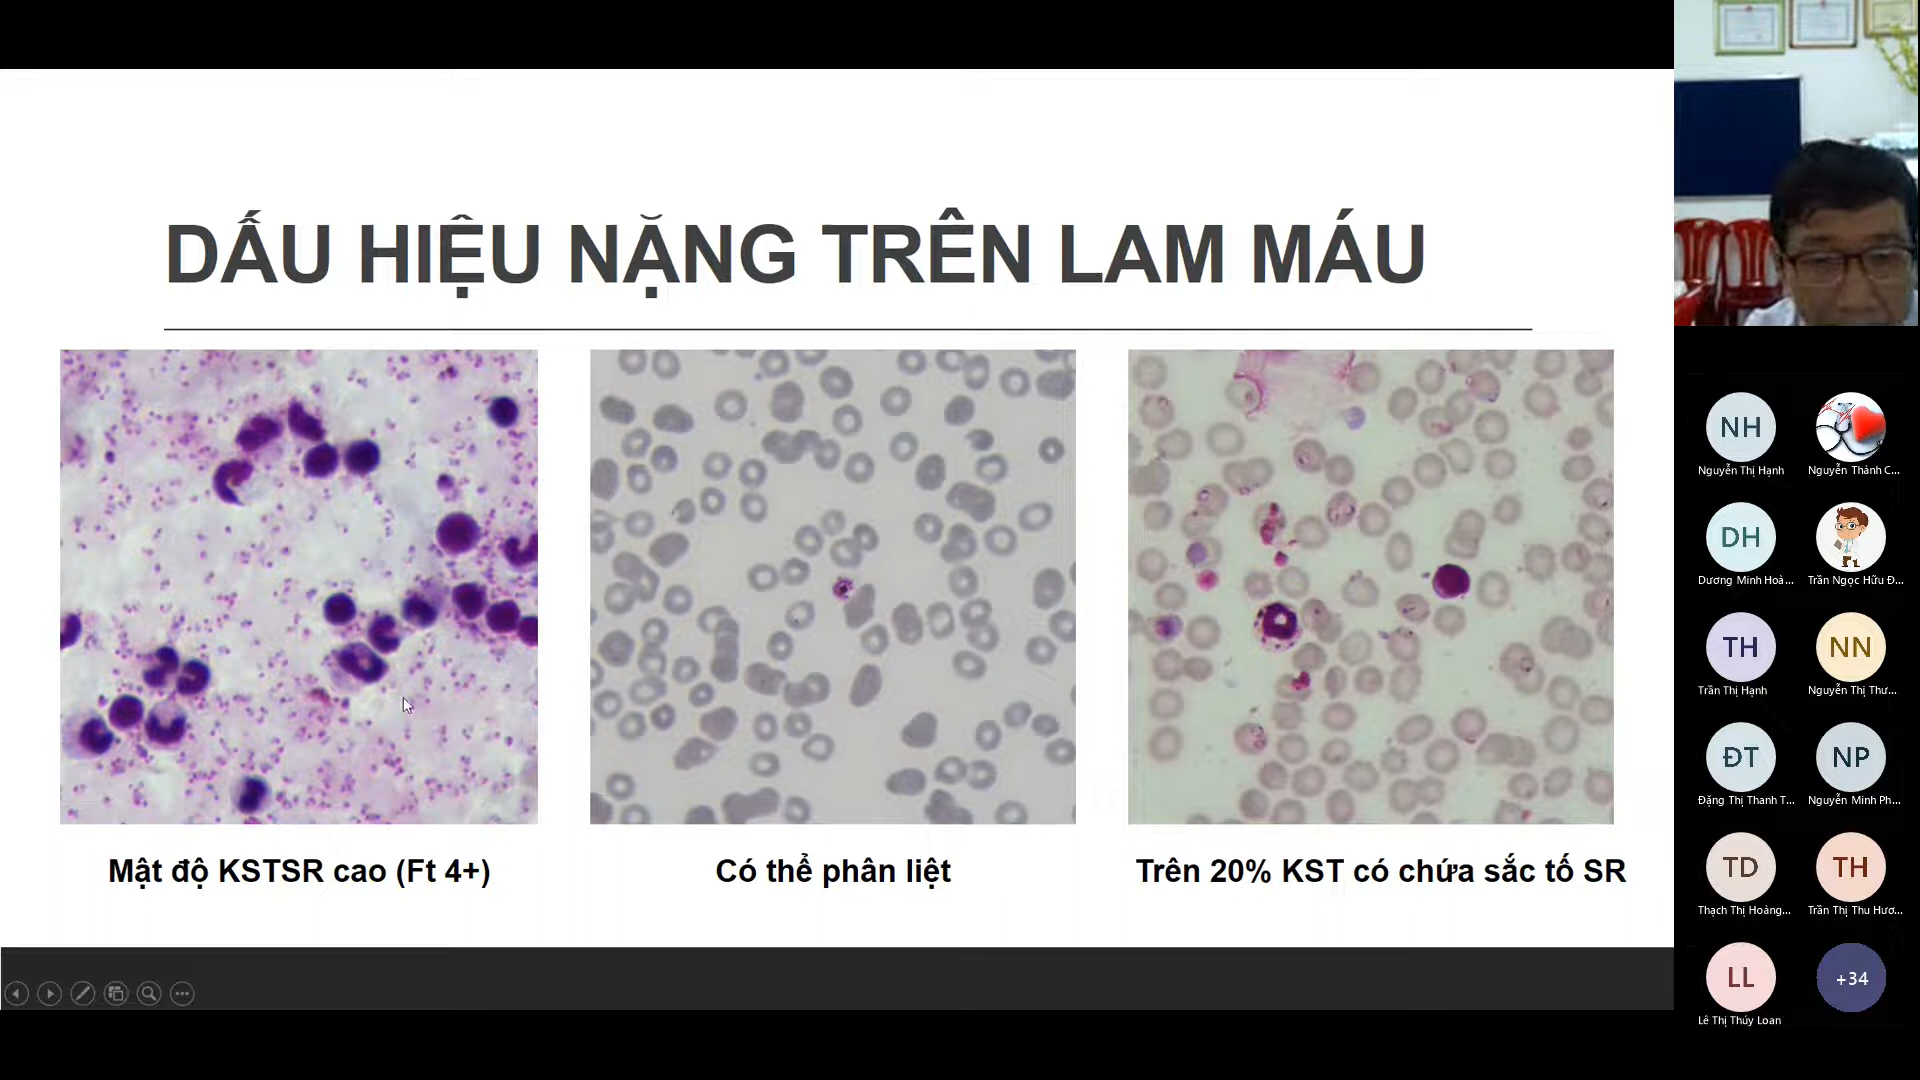 DẤU HIỆU NẶNG TRÊN LAM MÁU
Mật độ KSTSR cao (Ft 4+)
Có thể phân liệt
Trên 20% KST có chứa sắc tố SR
NH
Nguyễn Thị Hạnh
Nguyễn Thành C...
DH
Dương Minh Hoà...
Trần Ngọc Hữu Đ...
TH
Trần Thị Hạnh
NN
Nguyễn Thị Thư...
ĐT
Đặng Thị Thanh T...
NP
Nguyễn Minh Ph...
TD
Thạch Thị Hoàng...
TH
Trần Thị Thu Hươ...
LL
Lê Thị Thúy Loan
+34